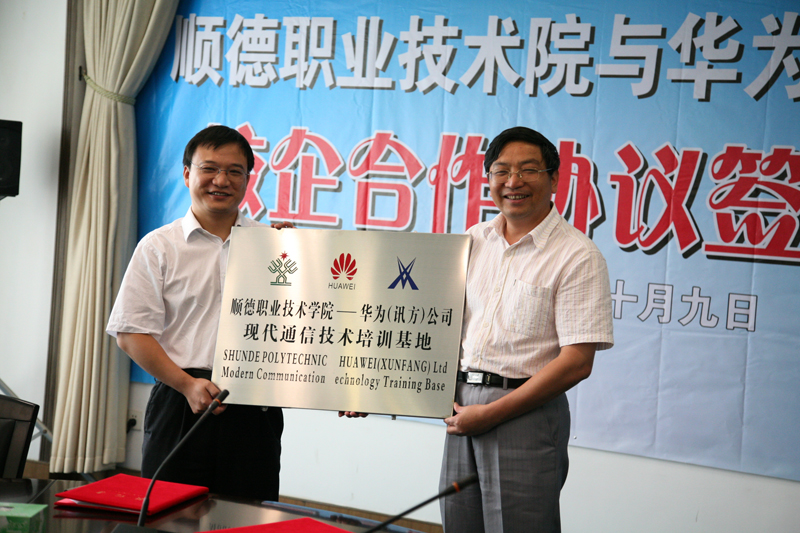 顺德职业技术院与华为
校企合作协议签
十月九日
HUAWEI
顺德职业技术学院——华为(讯方)公司
现代通信技术培训基地
SHUNDE POLYTECHNIC HUAWEI(XUNFANG) Ltd
Modern Communication echnology Training Base